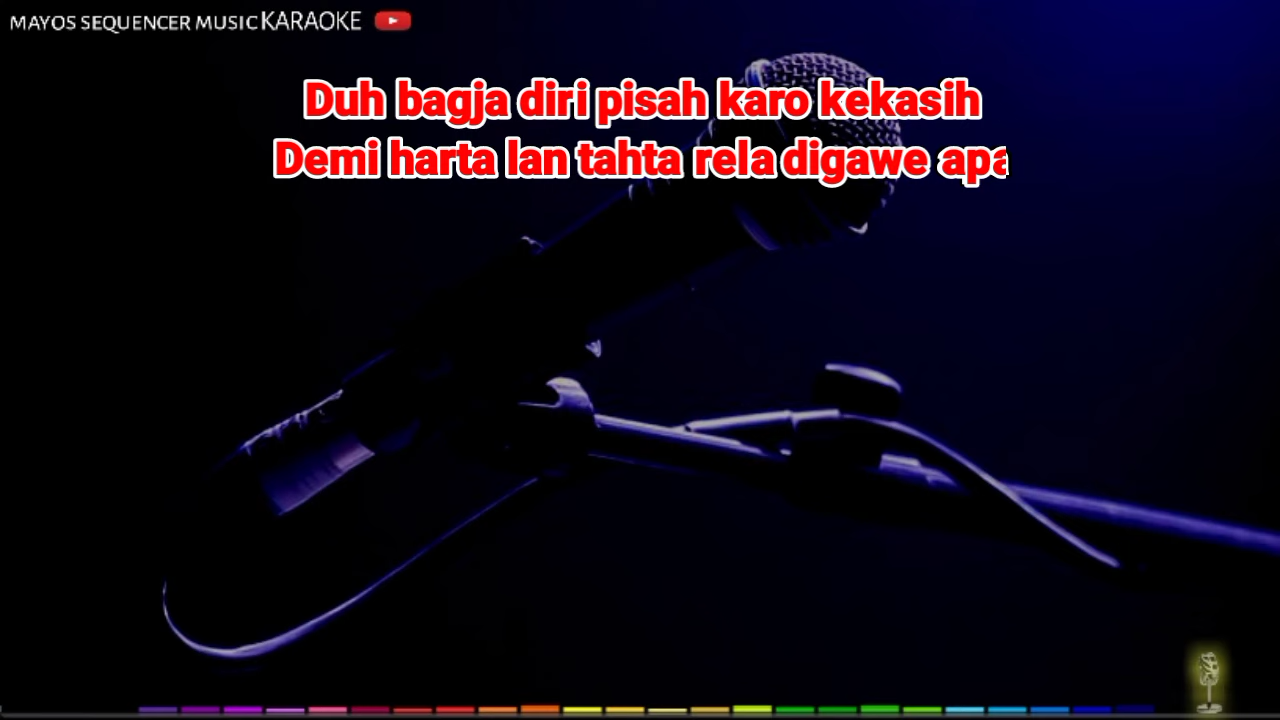 MAYOS SEQUENCER MUSIC KARAOKE
Duh bagja diri pisah karo kekasih
Demi harta lan tahta rela digawe apa